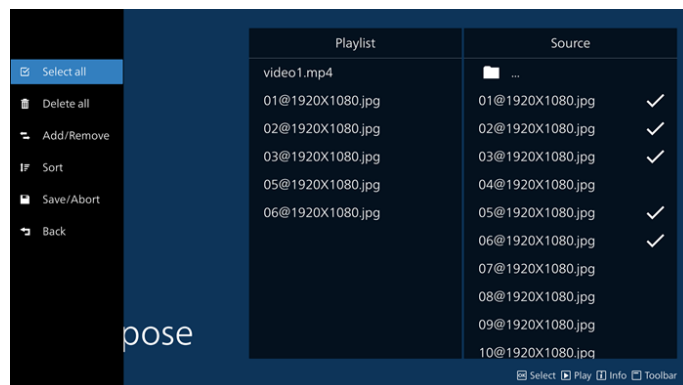 Select all
Delete all
Add/Remove
Sort
Save/Abort
Back
pose
Playlist
video1.mp4
01@1920X1080.jpg
02@1920X1080.jpg
03@1920X1080.jpg
05@1920X1080.jpg
06@1920X1080.jpg
Source
...
01@1920X1080.jpg
02@1920X1080.jpg
03@1920X1080.jpg
04@1920X1080.jpg
05@1920X1080.jpg
06@1920X1080.jpg
07@1920X1080.jpg
08@1920X1080.jpg
09@1920X1080.jpg
10@1920X1080.jpg
OK Select Play i Info Toolbar